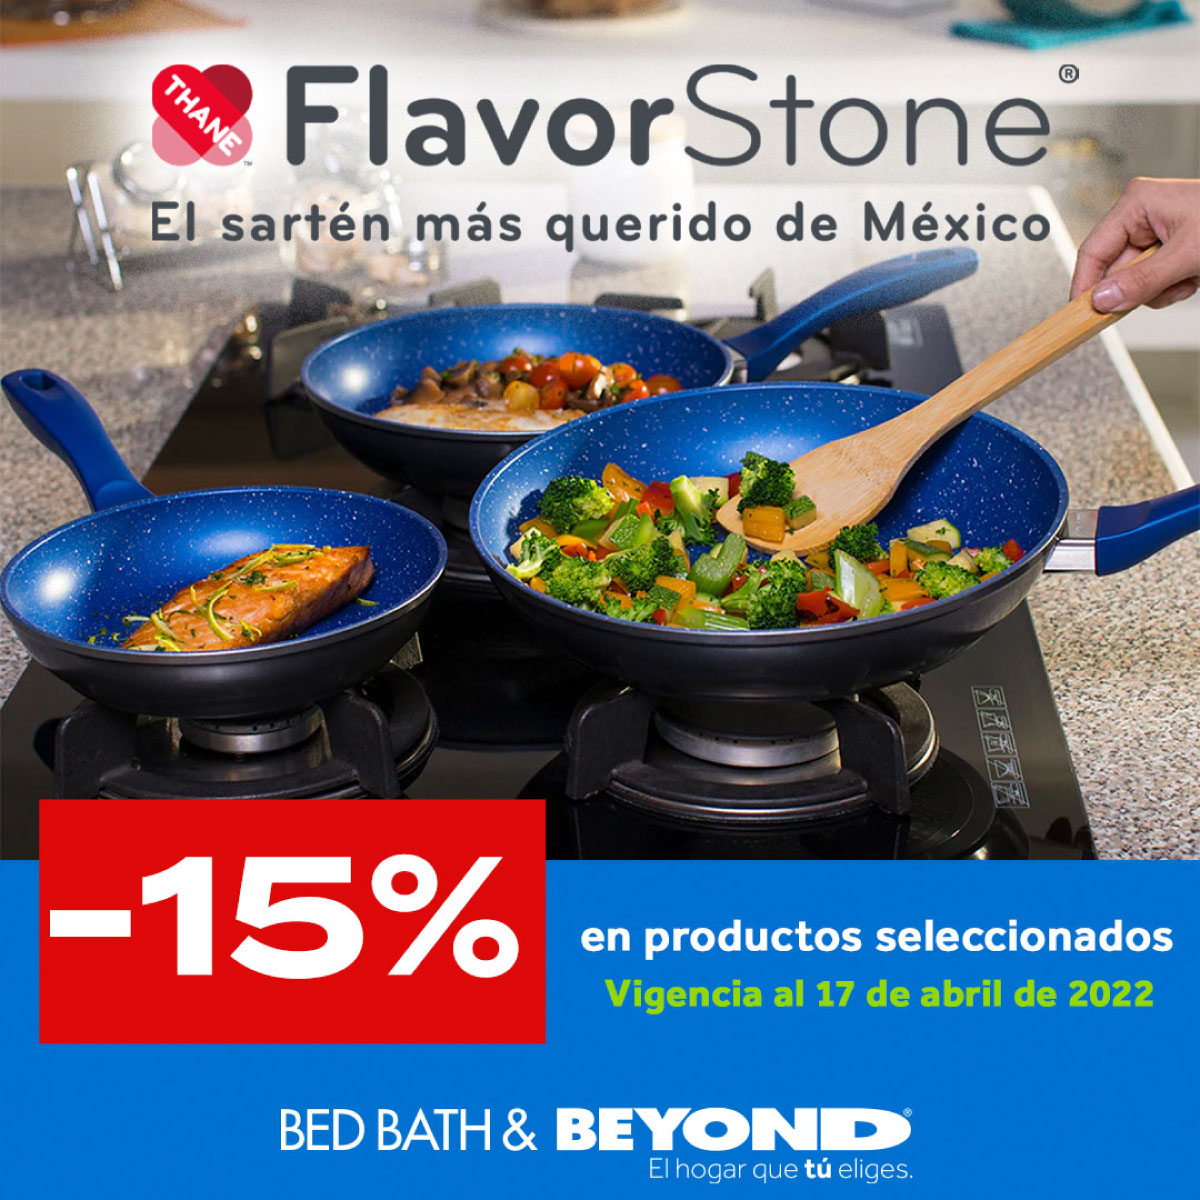 THANE™ FlavorStone®
El sartén más querido de México
-15%
en productos seleccionados
Vigencia al 17 de abril de 2022
BED BATH & BEYOND®
El hogar que tú eliges.